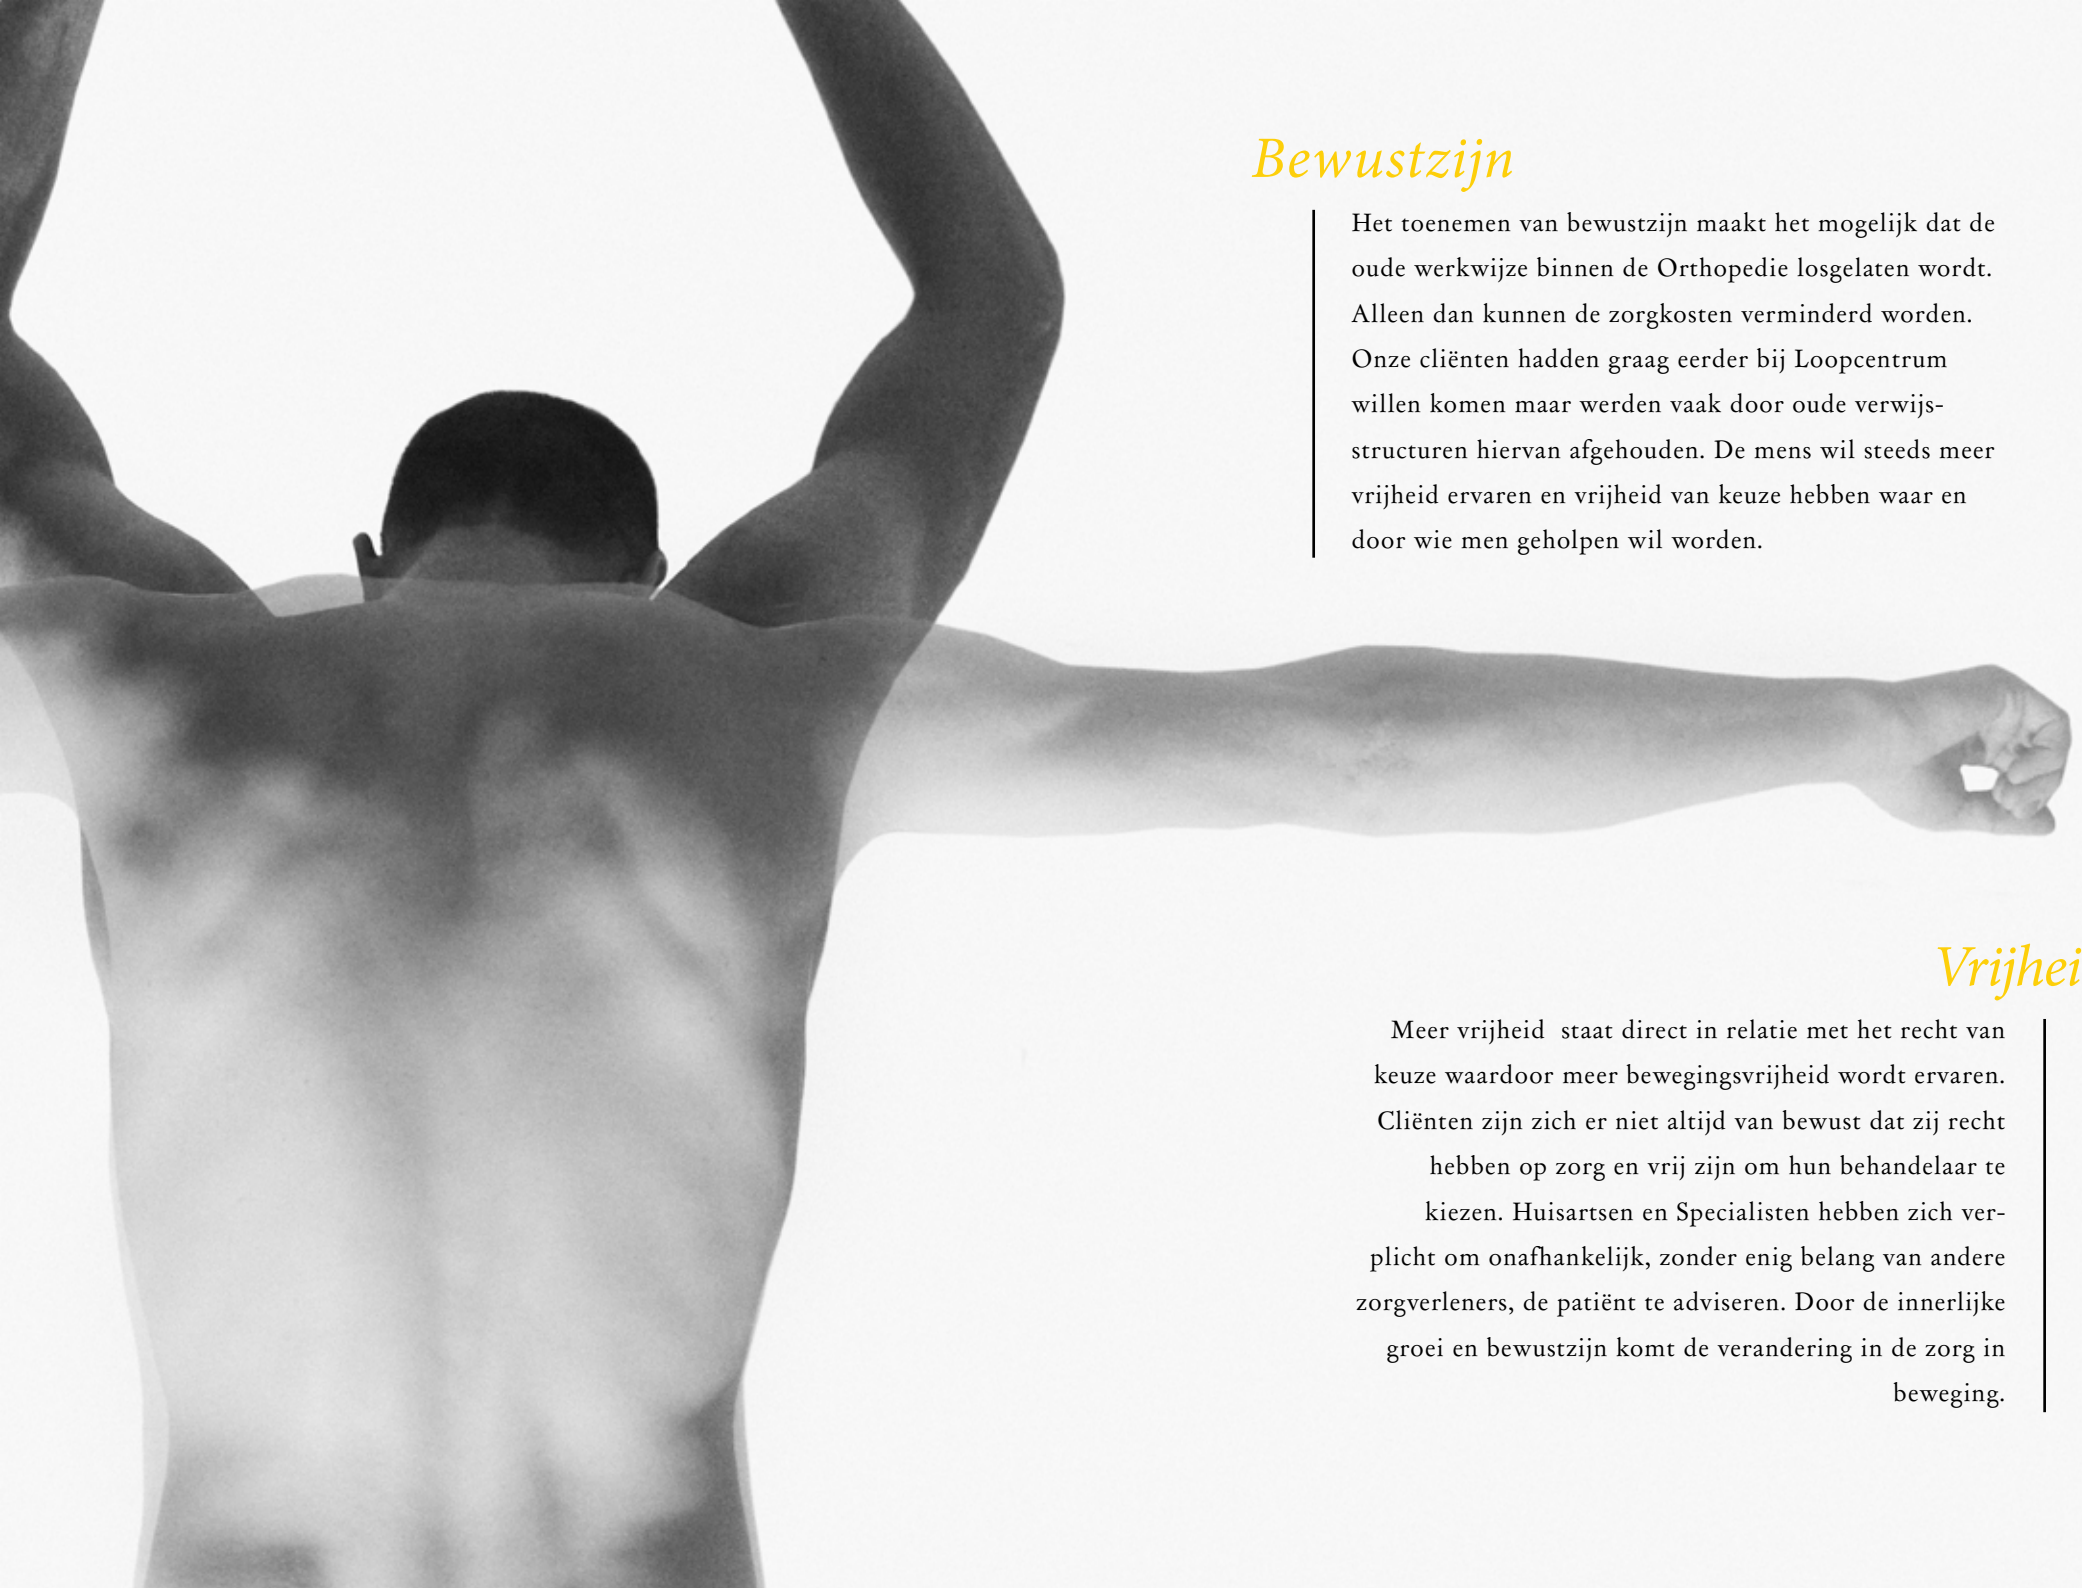 Bewustzijn
Het toenemen van bewustzijn maakt het mogelijk dat de
oude werkwijze binnen de Orthopedie losgelaten wordt.
Alleen dan kunnen de zorgkosten verminderd worden.
Onze cliënten hadden graag eerder bij Loopcentrum
willen komen maar werden vaak door oude verwijs-
structuren hiervan afgehouden. De mens wil steeds meer
vrijheid ervaren en vrijheid van keuze hebben waar en
door wie men geholpen wil worden.
Vrijhei
Meer vrijheid  staat direct in relatie met het recht van
keuze waardoor meer bewegingsvrijheid wordt ervaren.
Cliënten zijn zich er niet altijd van bewust dat zij recht
hebben op zorg en vrij zijn om hun behandelaar te
kiezen. Huisartsen en Specialisten hebben zich ver-
plicht om onafhankelijk, zonder enig belang van andere
zorgverleners, de patiënt te adviseren. Door de innerlijke
groei en bewustzijn komt de verandering in de zorg in
beweging.